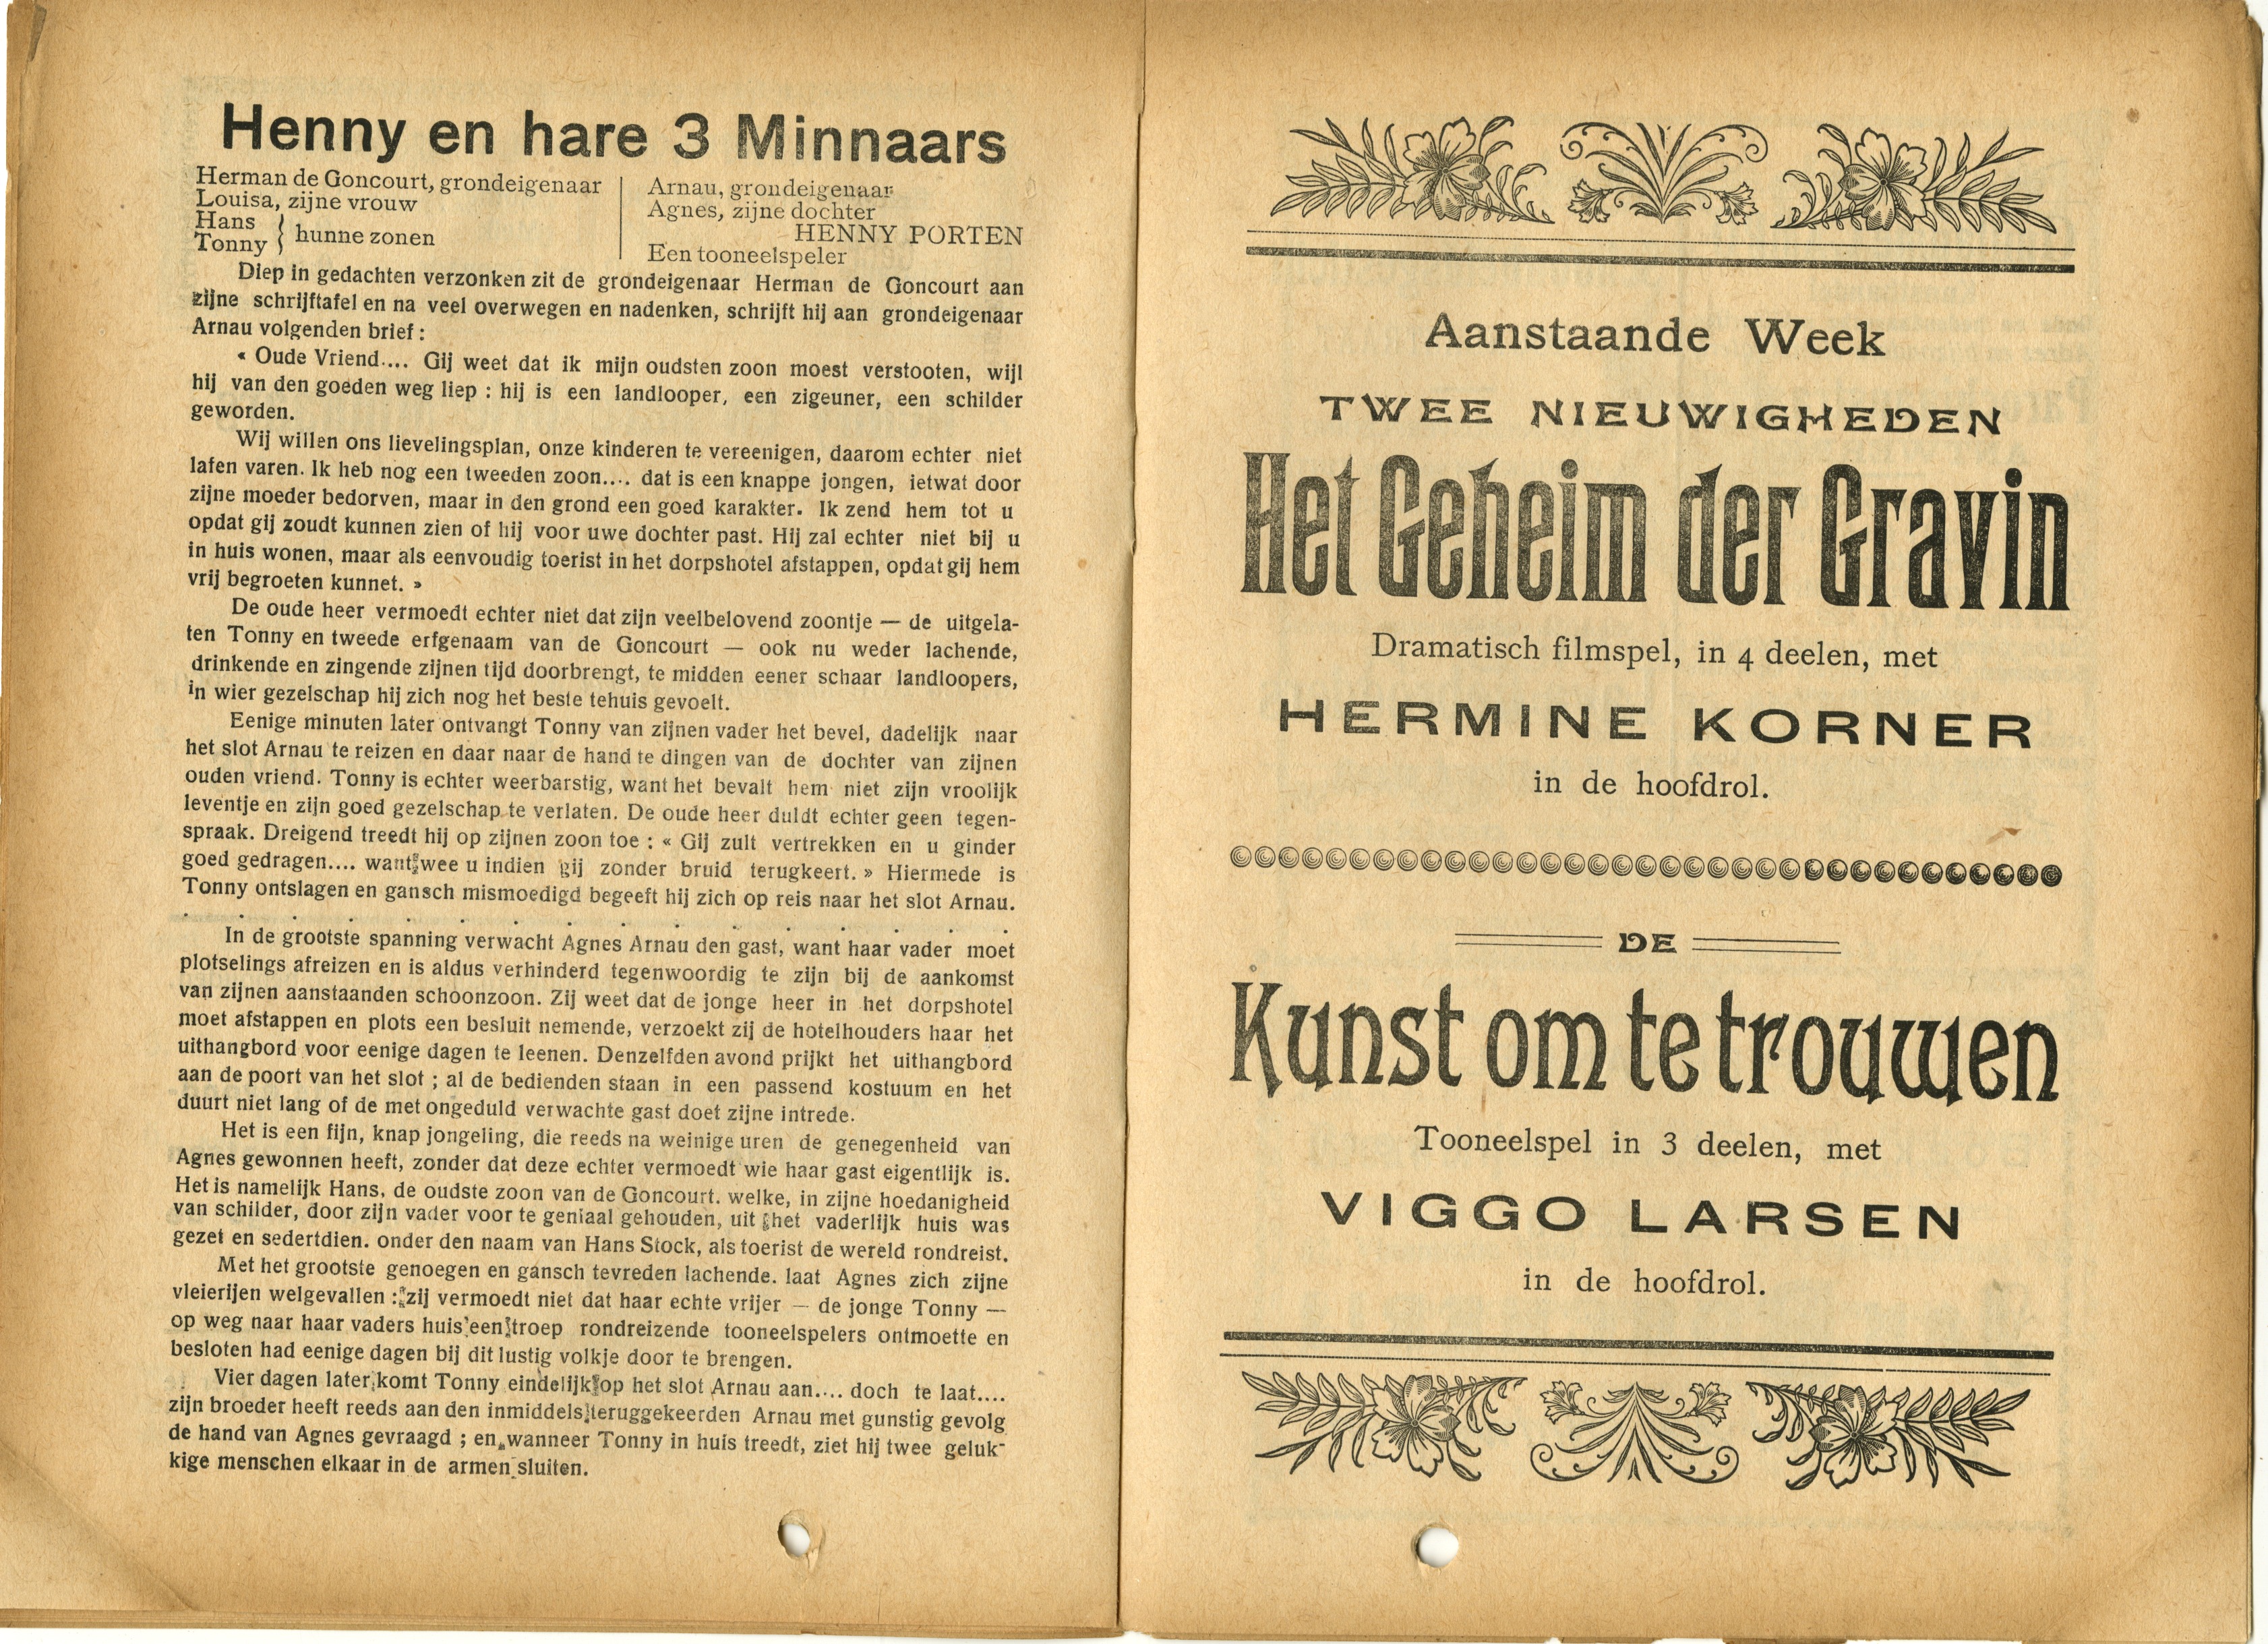 Henny en hare 3 Minnaars
Herman de Goncourt, grondeigenaar
Louisa, zijne vrouw
Hans
Tonny } hunne zonen
Arnau, grondeigenaar
Agnes, zijne dochter
HENNY PORTEN
Een tooneelspeler
Diep in gedachten verzonken zit de grondeigenaar Herman de Goncourt aan
zijne schrijftafel en na veel overwegen en nadenken, schrijft hij aan grondeigenaar
Arnau volgenden brief :
« Oude Vriend.... Gij weet dat ik mijn oudsten zoon moest verstooten, wijl
hij van den goeden weg liep : hij is een landlooper, een zigeuner, een schilder
geworden.
Wij willen ons lievelingsplan, onze kinderen te vereenigen, daarom echter niet
lafen varen. Ik heb nog een tweeden zoon.... dat is een knappe jongen, ietwat door
zijne moeder bedorven, maar in den grond een goed karakter. Ik zend hem tot u
opdat gij zoudt kunnen zien of hij voor uwe dochter past. Hij zal echter niet bij u
in huis wonen, maar als eenvoudig toerist in het dorpshotel afstappen, opdat gij hem
vrij begroeten kunnet. »
De oude heer vermoedt echter niet dat zijn veelbelovend zoontje — de uitgela-
ten Tonny en tweede erfgenaam van de Goncourt — ook nu weder lachende,
drinkende en zingende zijnen tijd doorbrengt, te midden eener schaar landloopers,
in wier gezelschap hij zich nog het beste tehuis gevoelt.
Eenige minuten later ontvangt Tonny van zijnen vader het bevel, dadelijk naar
het slot Arnau te reizen en daar naar de hand te dingen van de dochter van zijnen
ouden vriend. Tonny is echter weerbarstig, want het bevalt hem niet zijn vroolijk
leventje en zijn goed gezelschap te verlaten. De oude heer duldt echter geen tegen-
spraak. Dreigend treedt hij op zijnen zoon toe : « Gij zult vertrekken en u ginder
goed gedragen.... want wee u indien gij zonder bruid terugkeert. » Hiermede is
Tonny ontslagen en gansch mismoedigd begeeft hij zich op reis naar het slot Arnau.
. . . . . . . . . .
In de grootste spanning verwacht Agnes Arnau den gast, want haar vader moet
plotselings afreizen en is aldus verhinderd tegenwoordig te zijn bij de aankomst
van zijnen aanstaanden schoonzoon. Zij weet dat de jonge heer in het dorpshotel
moet afstappen en plots een besluit nemende, verzoekt zij de hotelhouders haar het
uithangbord voor eenige dagen te leenen. Denzelfden avond prijkt het uithangbord
aan de poort van het slot ; al de bedienden staan in een passend kostuum en het
duurt niet lang of de met ongeduld verwachte gast doet zijne intrede.
Het is een fijn, knap jongeling, die reeds na weinige uren de genegenheid van
Agnes gewonnen heeft, zonder dat deze echter vermoedt wie haar gast eigentlijk is.
Het is namelijk Hans, de oudste zoon van de Goncourt. welke, in zijne hoedanigheid
van schilder, door zijn vader voor te geniaal gehouden, uit het vaderlijk huis was
gezet en sedertdien. onder den naam van Hans Stock, als toerist de wereld rondreist.
Met het grootste genoegen en gansch tevreden lachende. laat Agnes zich zijne
vleierijen welgevallen : zij vermoedt niet dat haar echte vrijer — de jonge Tonny —
op weg naar haar vaders huis een troep rondreizende tooneelspelers ontmoette en
besloten had eenige dagen bij dit lustig volkje door te brengen.
Vier dagen later komt Tonny eindelijk op het slot Arnau aan.... doch te laat....
zijn broeder heeft reeds aan den inmiddels teruggekeerden Arnau met gunstig gevolg
de hand van Agnes gevraagd ; en wanneer Tonny in huis treedt, ziet hij twee geluk-
kige menschen elkaar in de armen sluiten.
Aanstaande Week
TWEE NIEUWIGHEDEN
Het Geheim der Gravin
Dramatisch filmspel, in 4 deelen, met
HERMINE KORNER
in de hoofdrol.
DE
Kunst om te trouwen
Tooneelspel in 3 deelen, met
VIGGO LARSEN
in de hoofdrol.